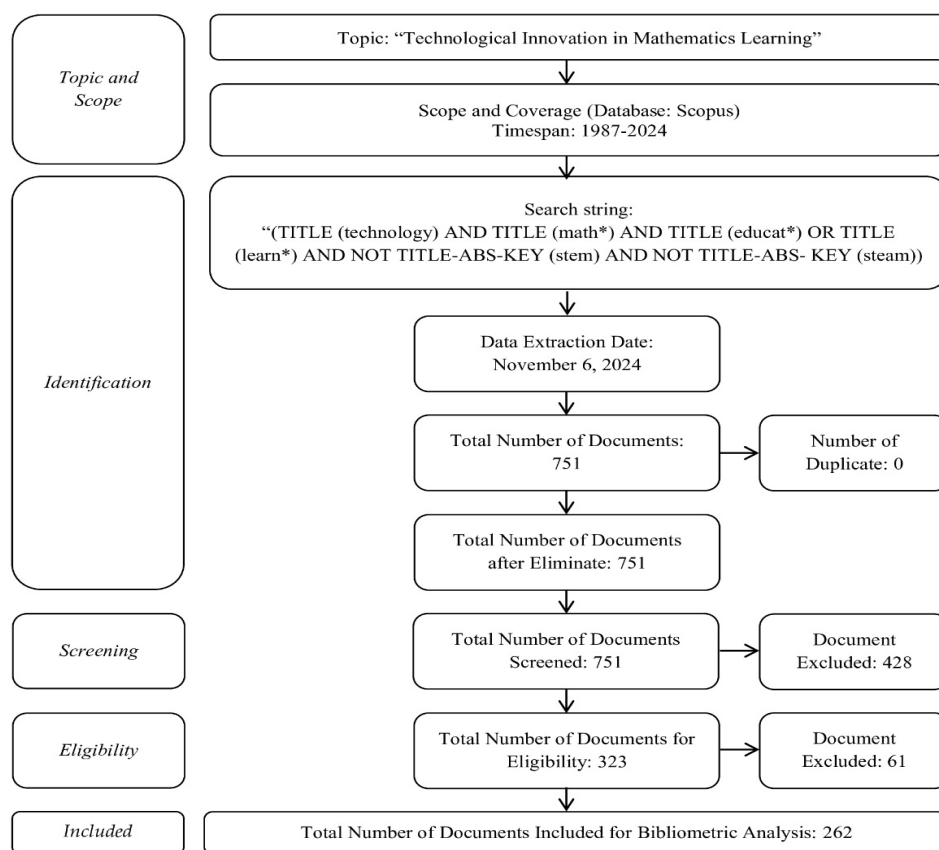 Topic and
Scope
Topic: “Technological Innovation in Mathematics Learning”
Scope and Coverage (Database: Scopus)
Timespan: 1987-2024
Identification
Search string:
“(TITLE (technology) AND TITLE (math*) AND TITLE (educat*) OR TITLE
(learn*) AND NOT TITLE-ABS-KEY (stem) AND NOT TITLE-ABS- KEY (steam))
Data Extraction Date:
November 6, 2024
Total Number of Documents:
751
Number of
Duplicate: 0
Total Number of Documents
after Eliminate: 751
Screening
Total Number of Documents
Screened: 751
Document
Excluded: 428
Eligibility
Total Number of Documents for
Eligibility: 323
Document
Excluded: 61
Included
Total Number of Documents Included for Bibliometric Analysis: 262